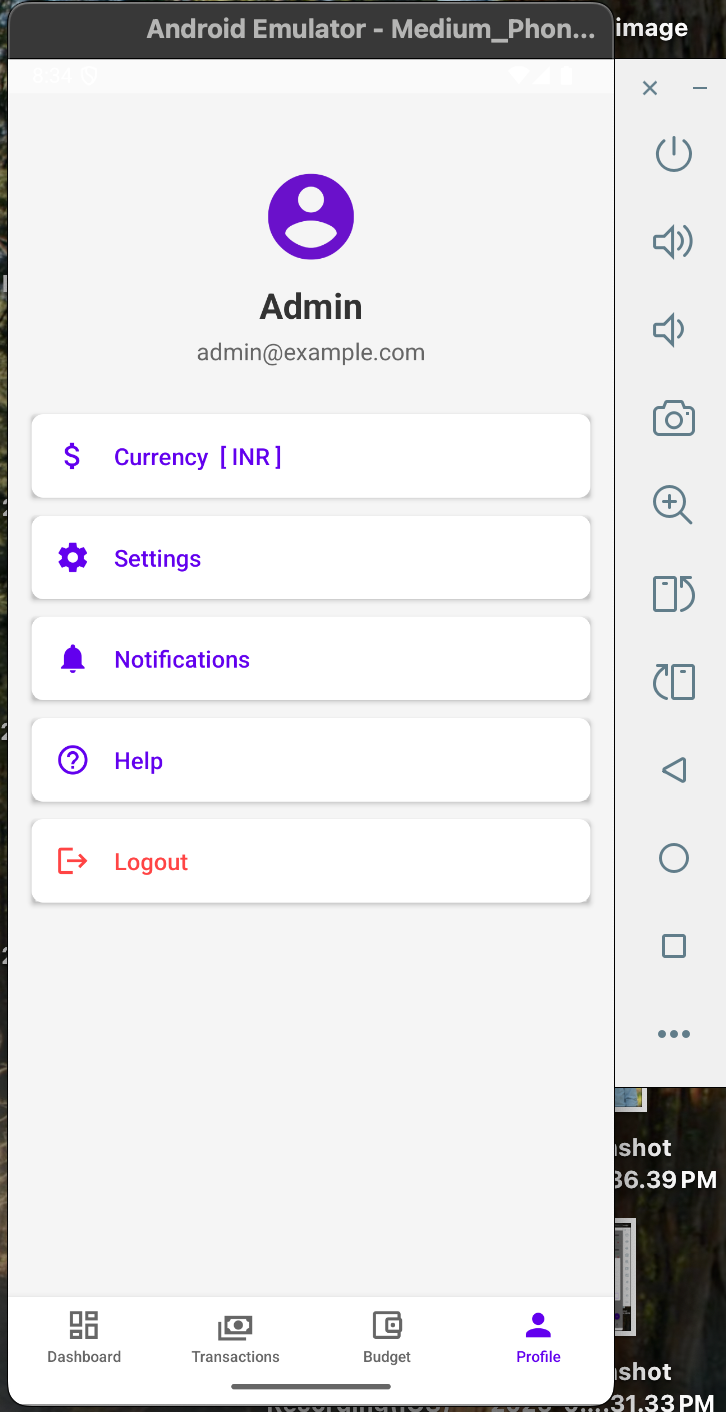 Android Emulator - Medium_Phon...
image
8:34
Admin
admin@example.com
$ Currency [ INR ]
Settings
Notifications
? Help
Logout
nshot
36.39 PM
nshot
31.33 PM
Dashboard
Transactions
Budget
Profile